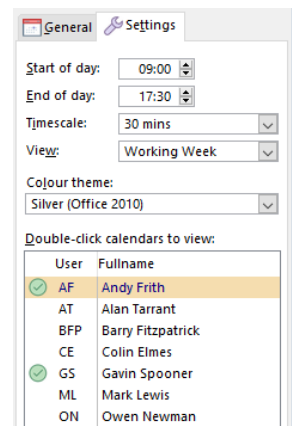 General Settings
Start of day: 09:00
End of day: 17:30
Timescale: 30 mins
View: Working Week
Colour theme:
Silver (Office 2010)
Double-click calendars to view:
User Fullname
AF Andy Frith
AT Alan Tarrant
BFP Barry Fitzpatrick
CE Colin Elmes
GS Gavin Spooner
ML Mark Lewis
ON Owen Newman